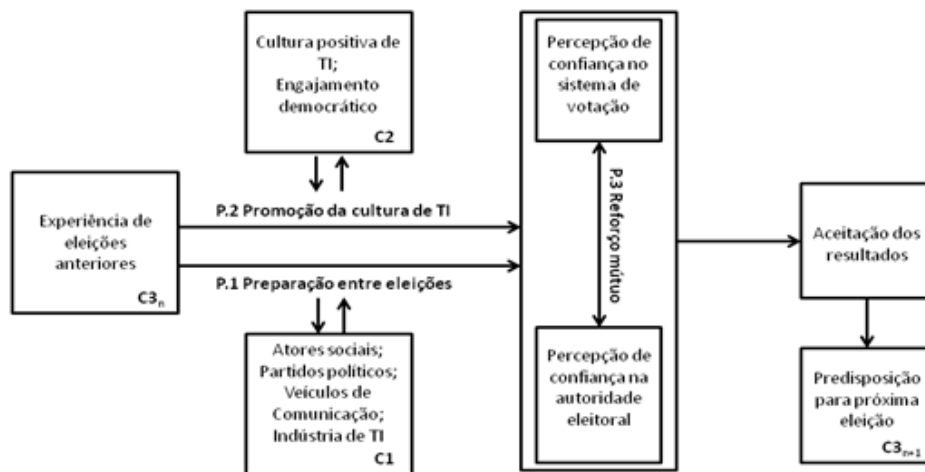 Cultura positiva de
TI;
Engajamento
democrático
C2
Percepção de
confiança no
sistema de
votação
P.2 Promoção da cultura de TI
Experiência de
eleições
anteriores
C3n
P.1 Preparação entre eleições
P.3 Reforço mútuo
Aceitação dos
resultados
Atores sociais;
Partidos políticos;
Veículos de
Comunicação;
Indústria de TI
C1
Percepção de
confiança na
autoridade
eleitoral
Predisposição
para próxima
eleição
C3n+1